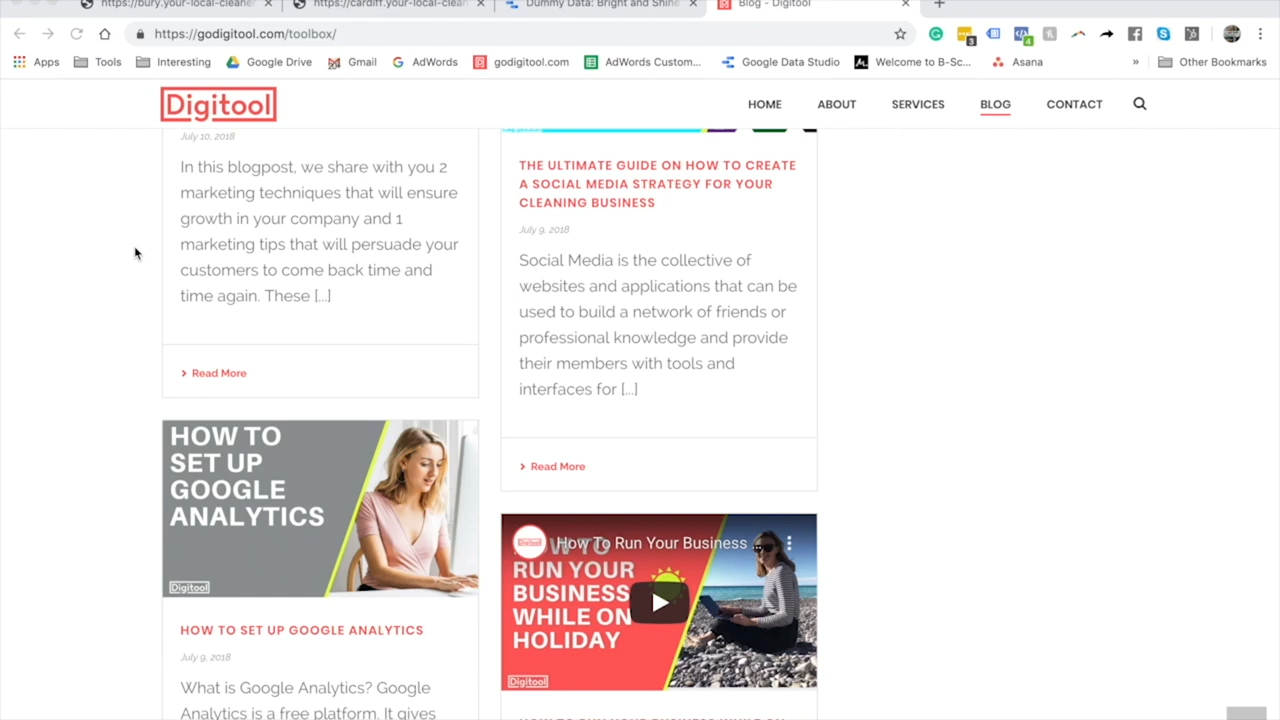 https://bury.your-local-cleaner
https://cardiff.your-local-clean
Dummy Data: Bright and Shine
Blog - Digitool
https://godigitool.com/toolbox/
3
4
Apps
Tools
Interesting
Google Drive
Gmail
AdWords
godigitool.com
AdWords Custom...
Google Data Studio
Welcome to B-Sc...
Asana
»
Other Bookmarks
Digitool
HOME
ABOUT
SERVICES
BLOG
CONTACT
July 10, 2018
In this blogpost, we share with you 2
marketing techniques that will ensure
growth in your company and 1
marketing tips that will persuade your
customers to come back time and
time again. These [...]
Read More
HOW TO
SET UP
GOOGLE
ANALYTICS
Digitool
HOW TO SET UP GOOGLE ANALYTICS
July 9, 2018
What is Google Analytics? Google
Analytics is a free platform. It gives
THE ULTIMATE GUIDE ON HOW TO CREATE
A SOCIAL MEDIA STRATEGY FOR YOUR
CLEANING BUSINESS
July 9, 2018
Social Media is the collective of
websites and applications that can be
used to build a network of friends or
professional knowledge and provide
their members with tools and
interfaces for [...]
Read More
How To Run Your Business ...
HOW TO
RUN YOUR
BUSINESS
WHILE ON
HOLIDAY
Digitool